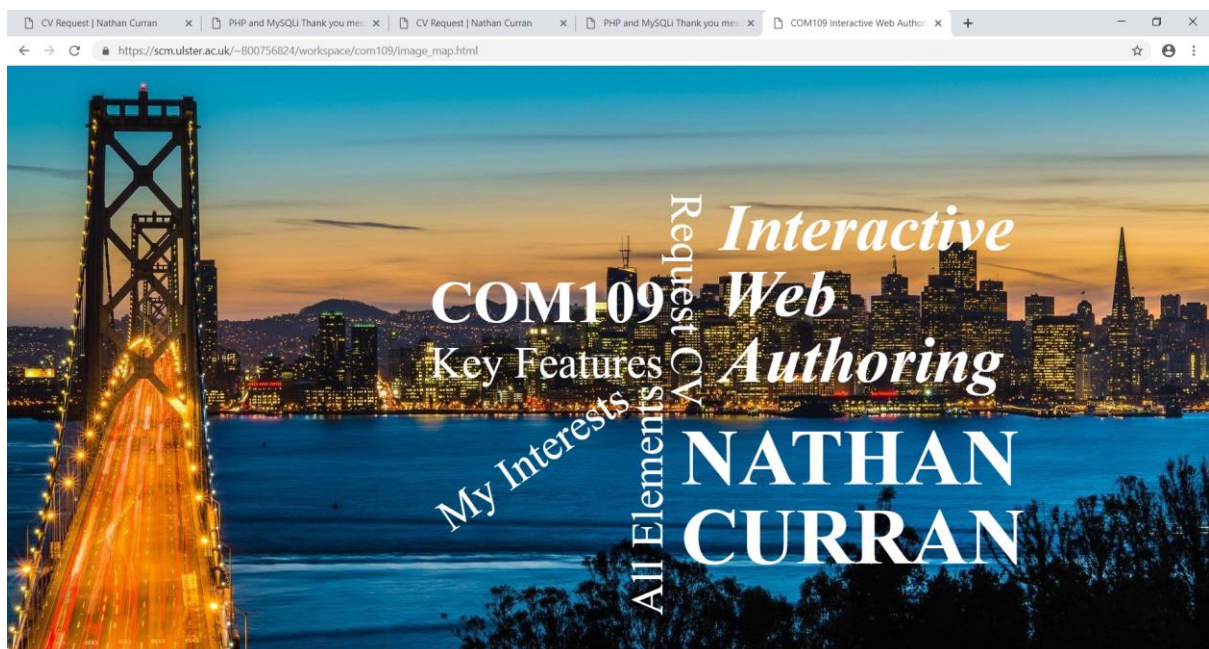 CV Request | Nathan Curran
PHP and MySQLi Thank you mes
CV Request | Nathan Curran
PHP and MySQLi Thank you mes
COM109 Interactive Web Author
https://scm.ulster.ac.uk/~B00756824/workspace/com109/image_map.html
Request CV
Interactive
Web
Authoring
COM109
Key Features
My Interests
All Elements
NATHAN
CURRAN